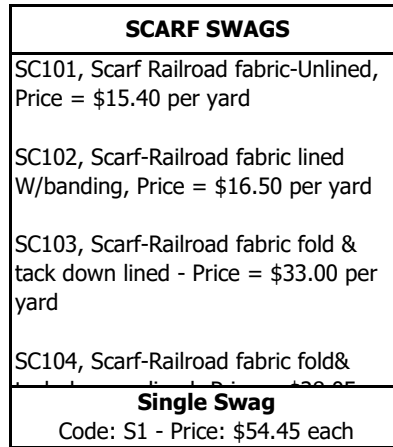 SCARF SWAGS
SC101, Scarf Railroad fabric-Unlined,
Price = $15.40 per yard
SC102, Scarf-Railroad fabric lined
W/banding, Price = $16.50 per yard
SC103, Scarf-Railroad fabric fold &
tack down lined - Price = $33.00 per
yard
SC104, Scarf-Railroad fabric fold&
Single Swag
Code: S1 - Price: $54.45 each